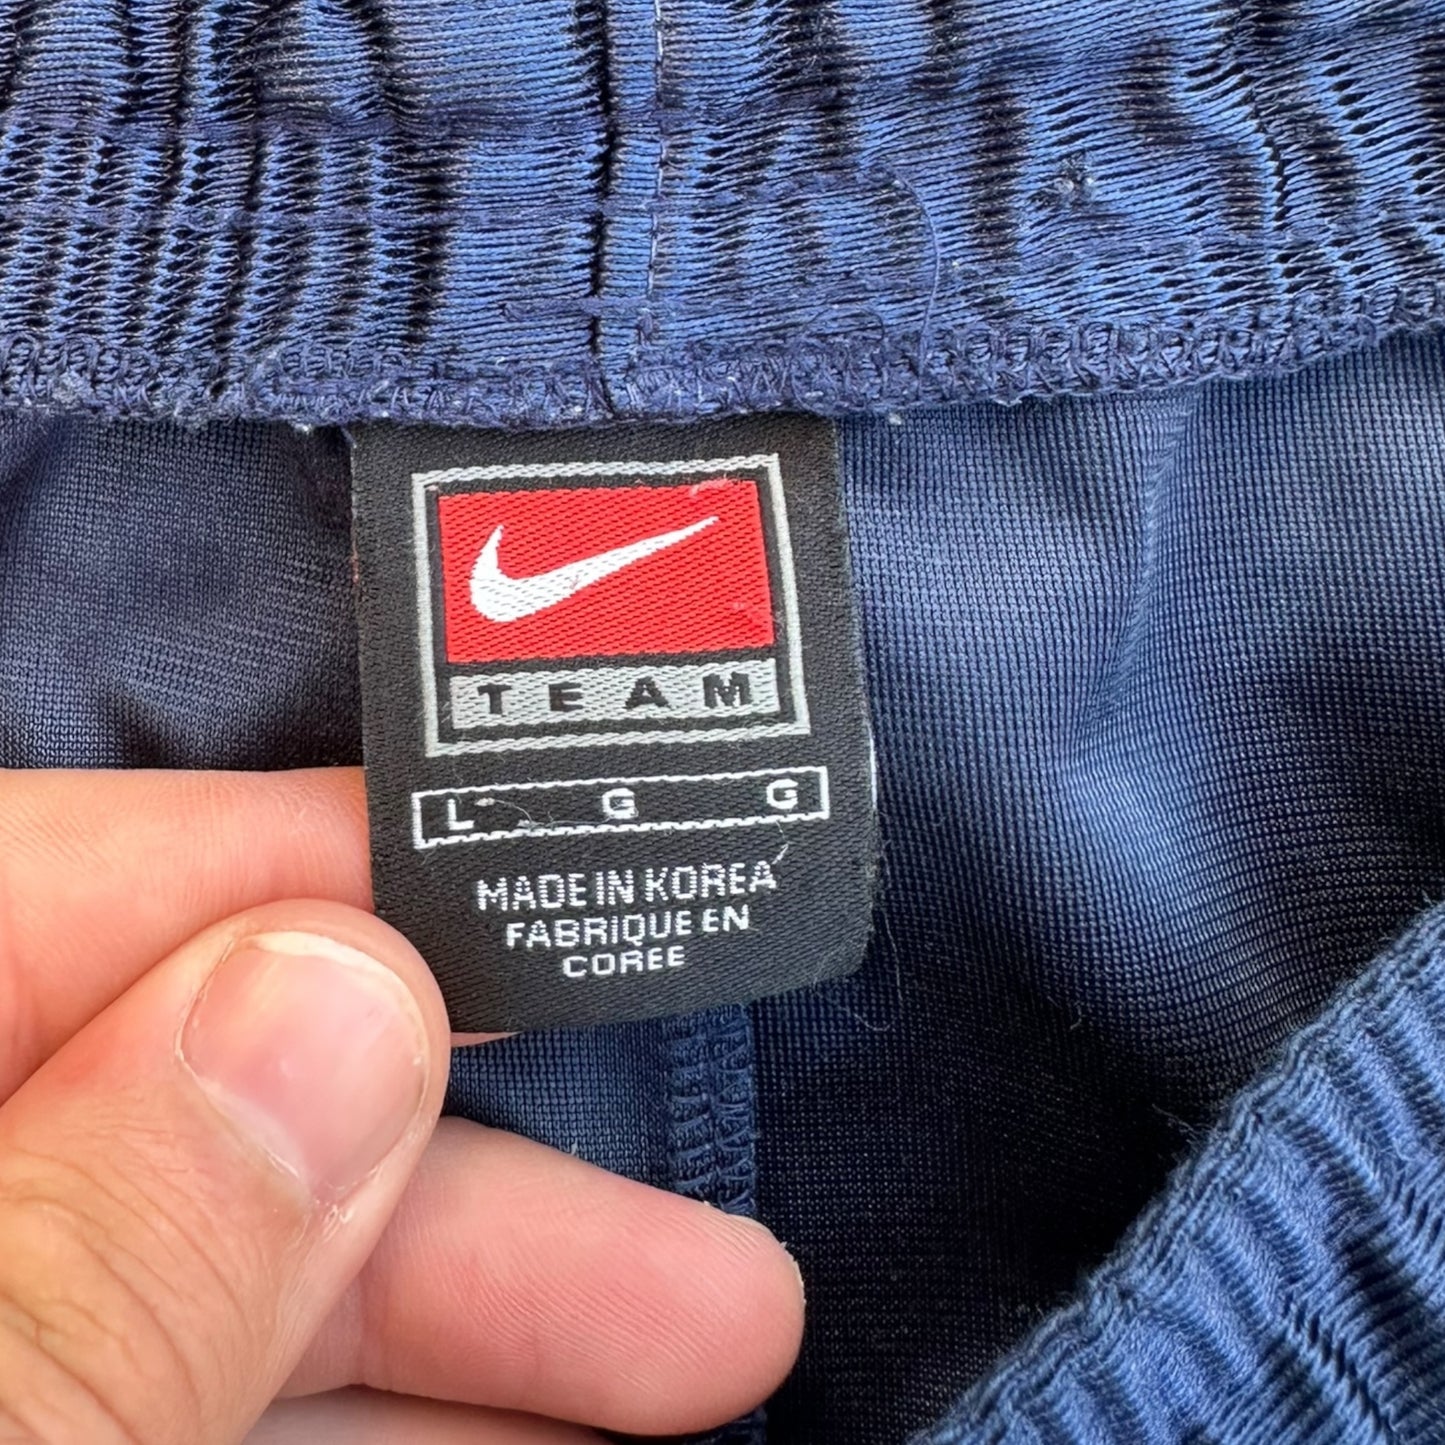 TEAM
L G G
MADE IN KOREA
FABRIQUE EN
COREE